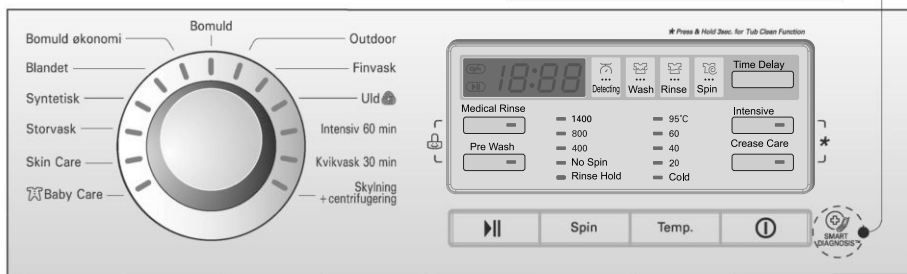 Bomuld
Bomuld økonomi
Blandet
Syntetisk
Storvask
Skin Care
Baby Care
Outdoor
Finvask
Uld
Intensiv 60 min
Kvikvask 30 min
Skylning
+ centrifugering
* Press & Hold 3sec. for Tub Clean Function
18:88
Detecting Wash Rinse Spin
Time Delay
Medical Rinse
Pre Wash
1400
800
400
No Spin
Rinse Hold
95°C
60
40
20
Cold
Intensive
Crease Care
*
Spin
Temp.
SMART
DIAGNOSIS™